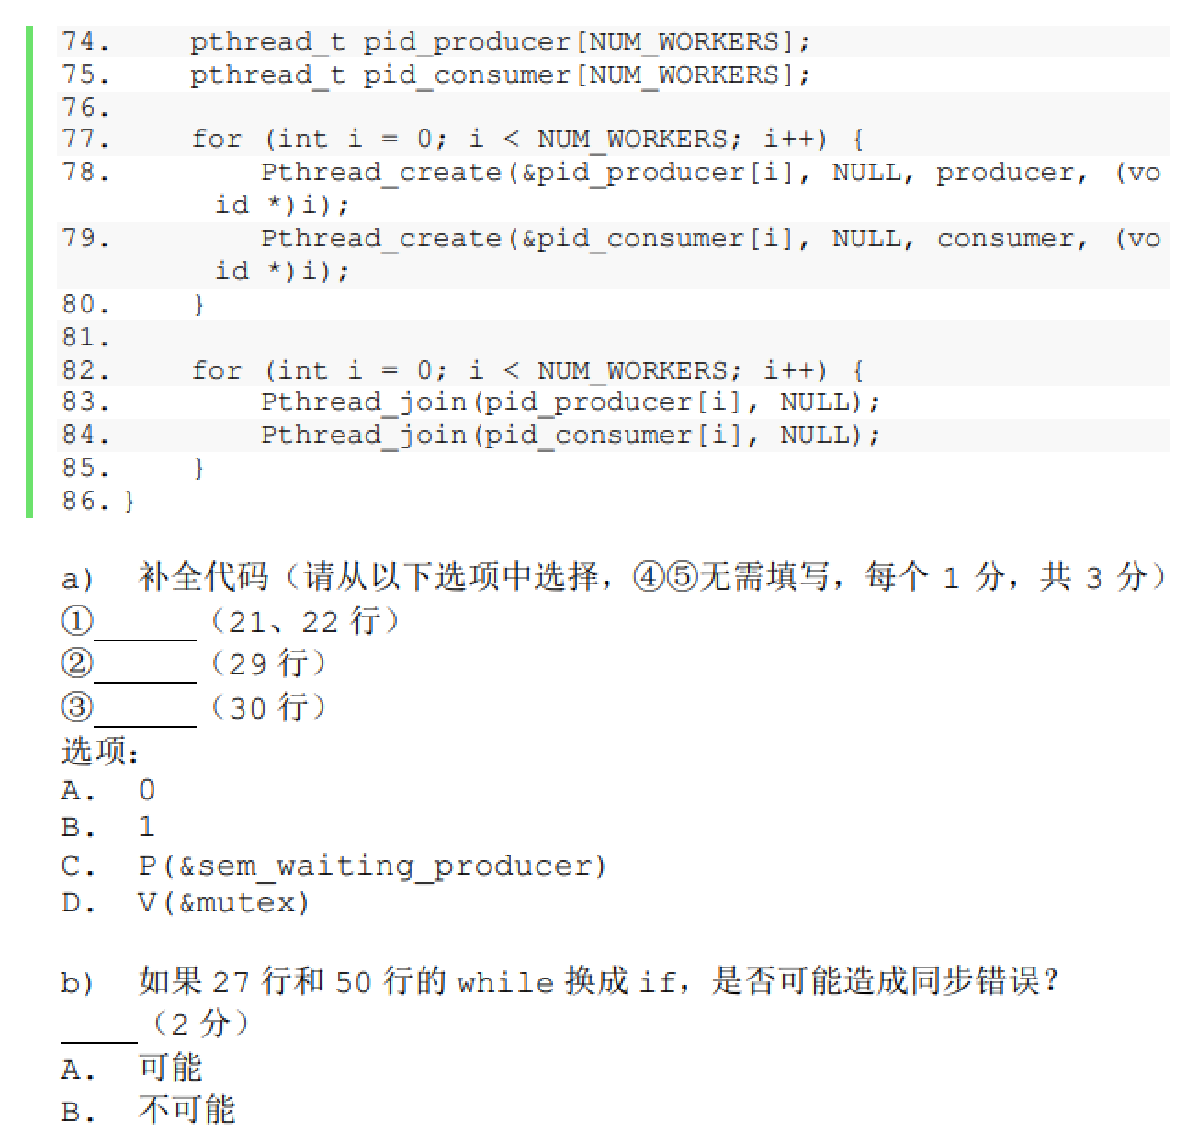 74.     pthread_t pid_producer[NUM_WORKERS];
75.     pthread_t pid_consumer[NUM_WORKERS];
76.
77.     for (int i = 0; i < NUM_WORKERS; i++) {
78.         Pthread_create(&pid_producer[i], NULL, producer, (vo
id *)i);
79.         Pthread_create(&pid_consumer[i], NULL, consumer, (vo
id *)i);
80.     }
81.
82.     for (int i = 0; i < NUM_WORKERS; i++) {
83.         Pthread_join(pid_producer[i], NULL);
84.         Pthread_join(pid_consumer[i], NULL);
85.     }
86. }
a) 补全代码（请从以下选项中选择，④⑤无需填写，每个 1 分，共 3 分）
①______（21、22 行）
②______（29 行）
③______（30 行）
选项：
A. 0
B. 1
C. P(&sem_waiting_producer)
D. V(&mutex)
b) 如果 27 行和 50 行的 while 换成 if，是否可能造成同步错误？
_____（2 分）
A. 可能
B. 不可能